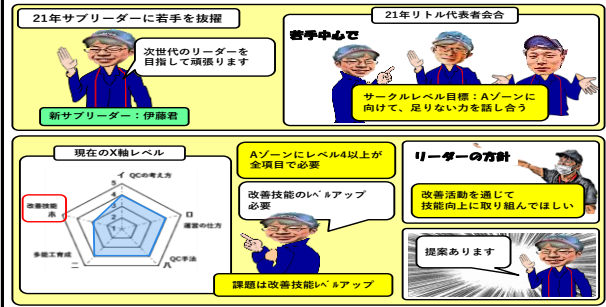 21年サブリーダーに若手を抜擢
次世代のリーダーを
目指して頑張ります
新サブリーダー：伊藤君
21年リトル代表者会合
若手中心で
サークルレベル目標：Aゾーンに
向けて、足りない力を話し合う
現在のX軸レベル
イ QCの考え方
5
4
3
2
1
改善技能
ホ
ロ
運営の仕方
多能工育成
ニ
QC手法
ハ
Aゾーンにレベル4以上が
全項目で必要
改善技能のレベルアップ
必要
課題は改善技能レベルアップ
リーダーの方針
改善活動を通じて
技能向上に取り組んでほしい
提案あります